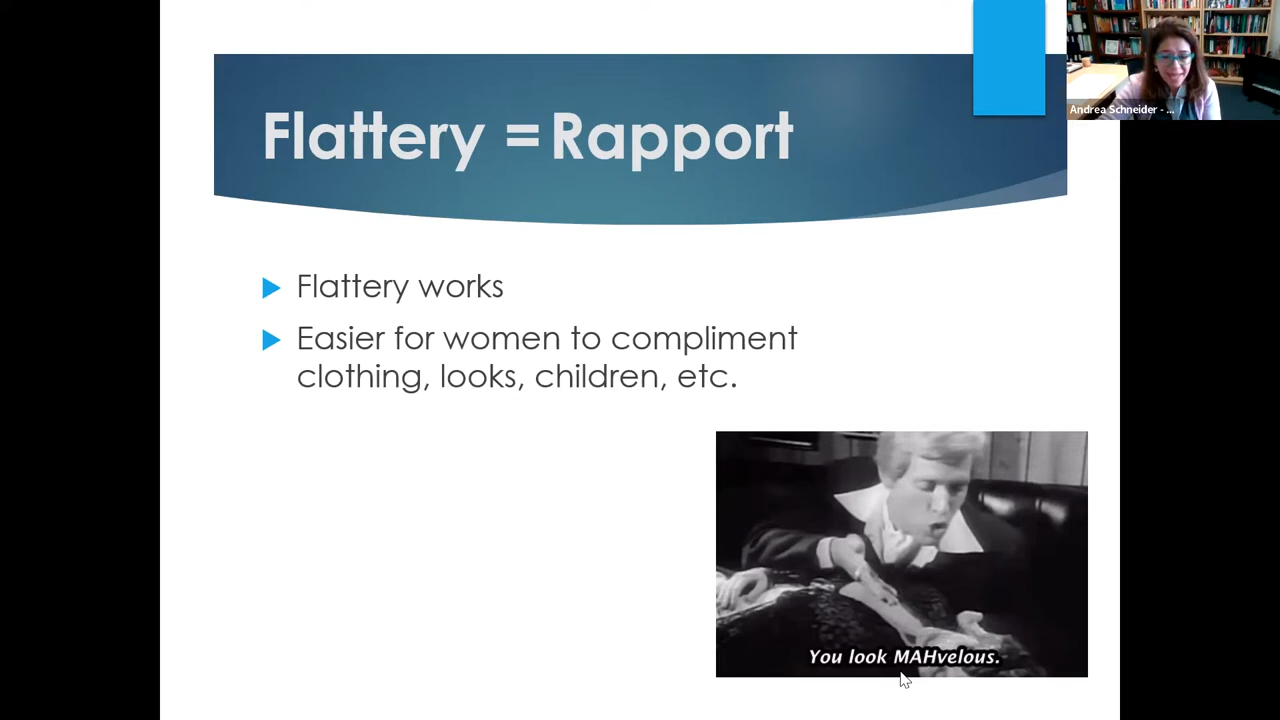 Flattery = Rapport
Andrea Schneider - ...
Flattery works
Easier for women to compliment
clothing, looks, children, etc.
You look MAHvelous.